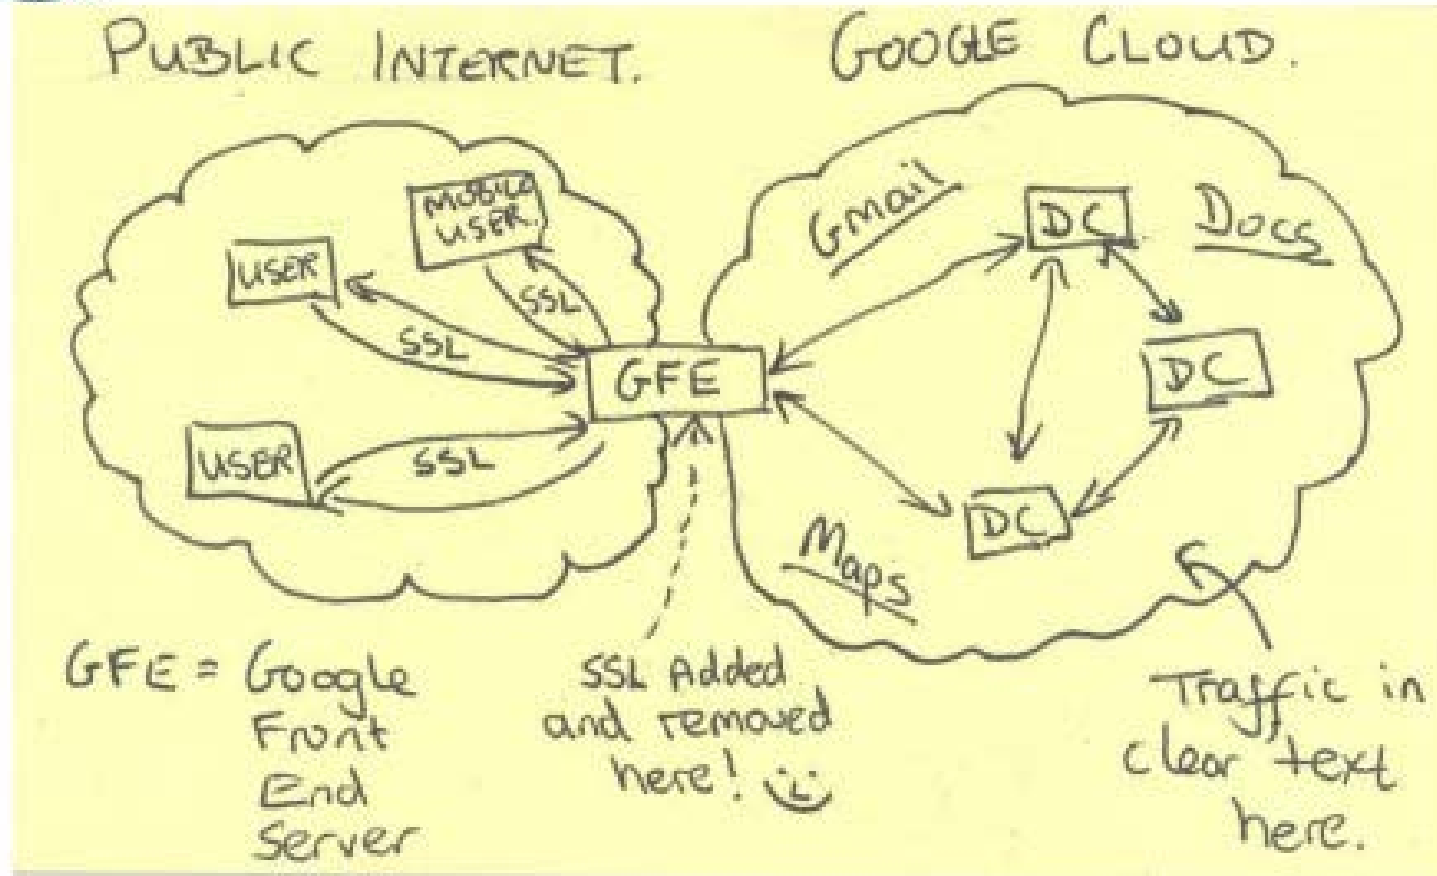 PUBLIC INTERNET.
GOOGLE CLOUD.
MOBILE
USER.
USER
SSL
SSL
USER
SSL
GFE
Gmail
DC
Docs
DC
DC
Maps
GFE = Google
Front
End
Server
SSL Added
and removed
here!
Traffic in
clear text
here.